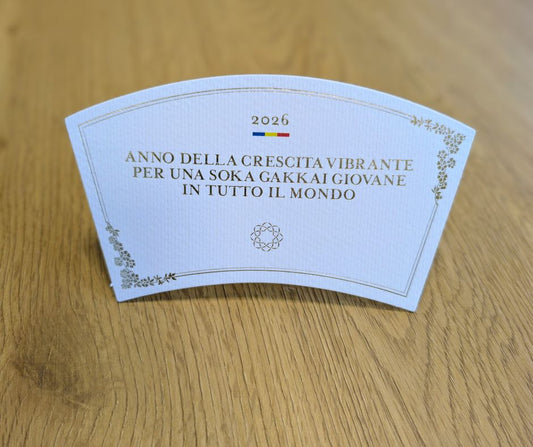 2026
ANNO DELLA CRESCITA VIBRANTE
PER UNA SOKA GAKKAI GIOVANE
IN TUTTO IL MONDO